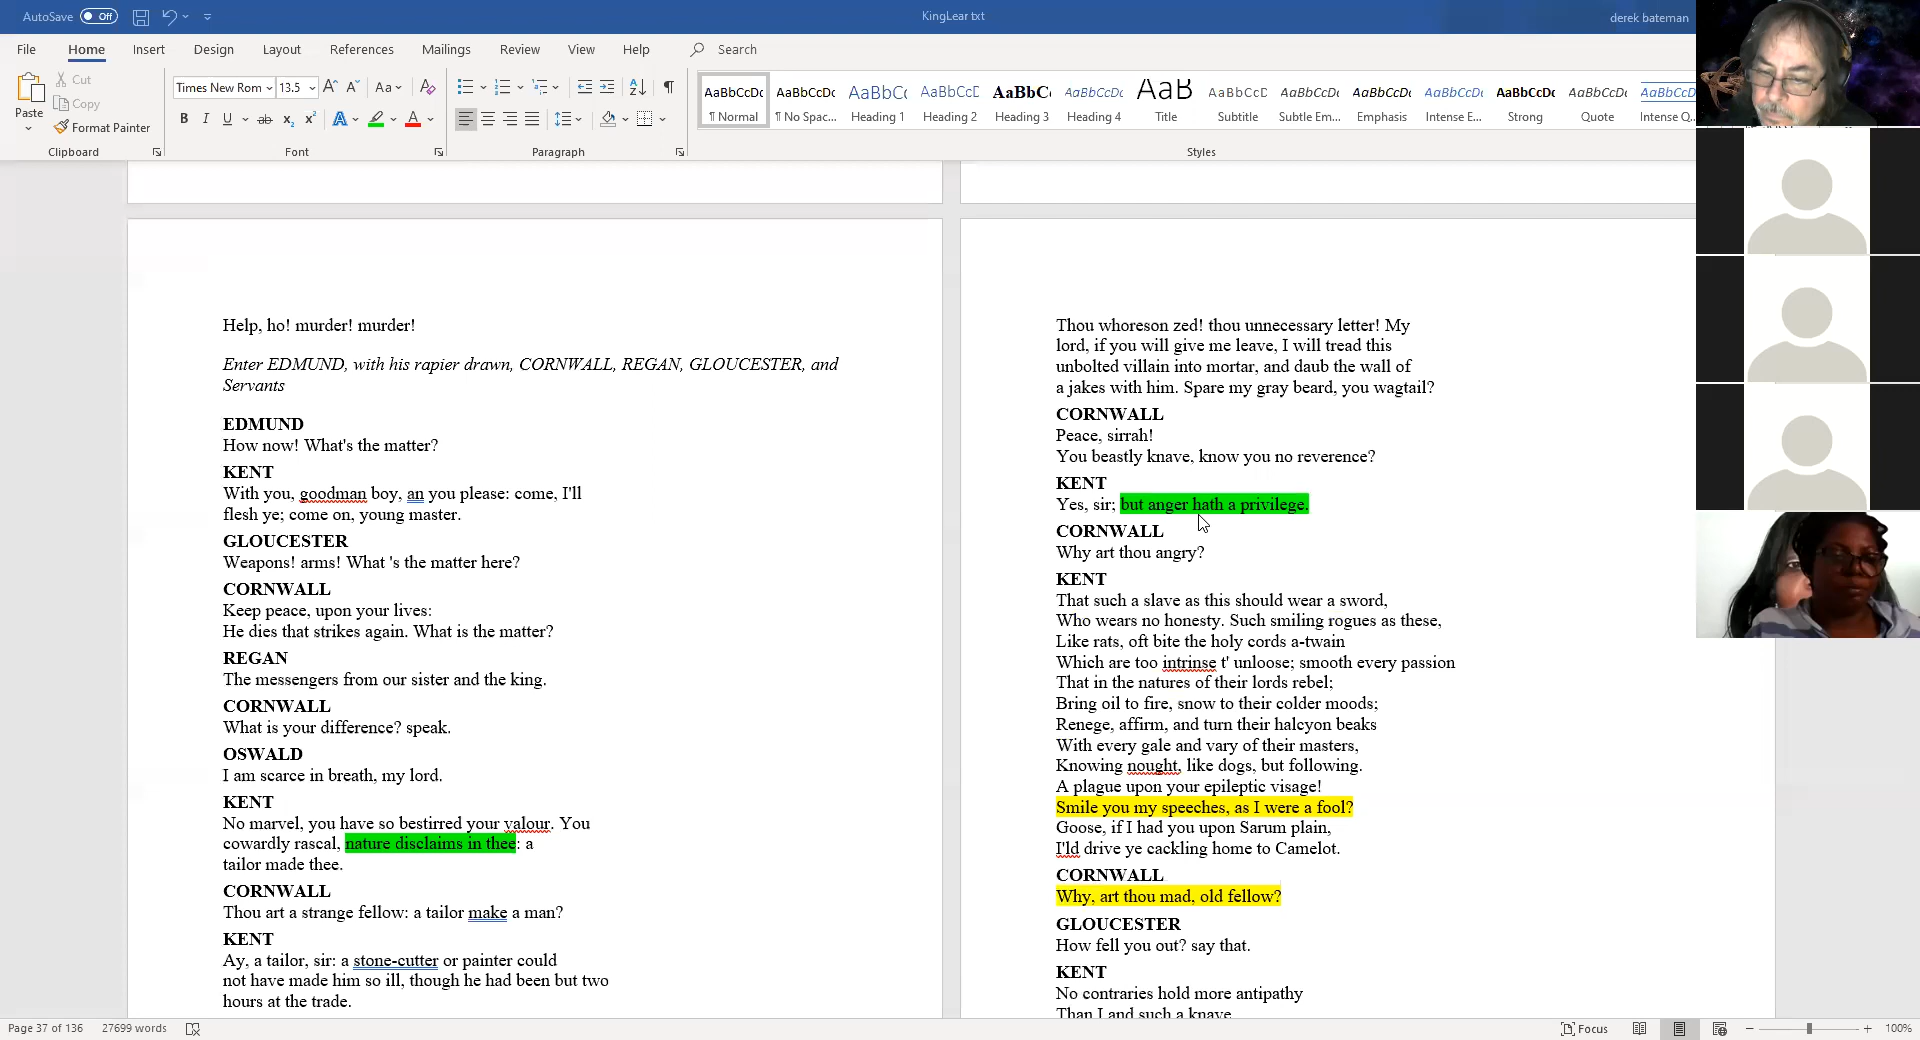 AutoSave Off
KingLear txt
derek bateman
File Home Insert Design Layout References Mailings Review View Help Search
Paste
Cut
Copy
Format Painter
Clipboard
Times New Rom 13.5
Font
Paragraph
AaBbCcDc AaBbCcDc AaBbC( AaBbCcD AaBbC( AaBbCcDc AaB AaBbCcD AaBbCcDc AaBbCcDc AaBbCcDc AaBbCcDc AaBbCcDc AaBbCcDc
¶ Normal ¶ No Spac... Heading 1 Heading 2 Heading 3 Heading 4 Title Subtitle Subtle Em... Emphasis Intense E... Strong Quote Intense Q...
Styles
Help, ho! murder! murder!
Enter EDMUND, with his rapier drawn, CORNWALL, REGAN, GLOUCESTER, and
Servants
EDMUND
How now! What's the matter?
KENT
With you, goodman boy, an you please: come, I'll
flesh ye; come on, young master.
GLOUCESTER
Weapons! arms! What 's the matter here?
CORNWALL
Keep peace, upon your lives:
He dies that strikes again. What is the matter?
REGAN
The messengers from our sister and the king.
CORNWALL
What is your difference? speak.
OSWALD
I am scarce in breath, my lord.
KENT
No marvel, you have so bestirred your valour. You
cowardly rascal, nature disclaims in thee: a
tailor made thee.
CORNWALL
Thou art a strange fellow: a tailor make a man?
KENT
Ay, a tailor, sir: a stone-cutter or painter could
not have made him so ill, though he had been but two
hours at the trade.
Thou whoreson zed! thou unnecessary letter! My
lord, if you will give me leave, I will tread this
unbolted villain into mortar, and daub the wall of
a jakes with him. Spare my gray beard, you wagtail?
CORNWALL
Peace, sirrah!
You beastly knave, know you no reverence?
KENT
Yes, sir; but anger hath a privilege.
CORNWALL
Why art thou angry?
KENT
That such a slave as this should wear a sword,
Who wears no honesty. Such smiling rogues as these,
Like rats, oft bite the holy cords a-twain
Which are too intrinse t' unloose; smooth every passion
That in the natures of their lords rebel;
Bring oil to fire, snow to their colder moods;
Renege, affirm, and turn their halcyon beaks
With every gale and vary of their masters,
Knowing nought, like dogs, but following.
A plague upon your epileptic visage!
Smile you my speeches, as I were a fool?
Goose, if I had you upon Sarum plain,
I'ld drive ye cackling home to Camelot.
CORNWALL
Why, art thou mad, old fellow?
GLOUCESTER
How fell you out? say that.
KENT
No contraries hold more antipathy
Than I and such a knave
Page 37 of 136 27699 words
Focus
100%